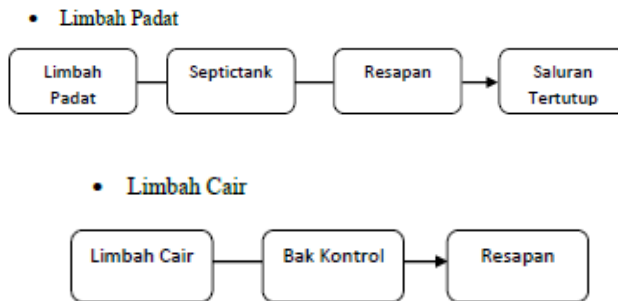 • Limbah Padat
Limbah
Padat
Septictank
Resapan
Saluran
Tertutup
• Limbah Cair
Limbah Cair
Bak Kontrol
Resapan